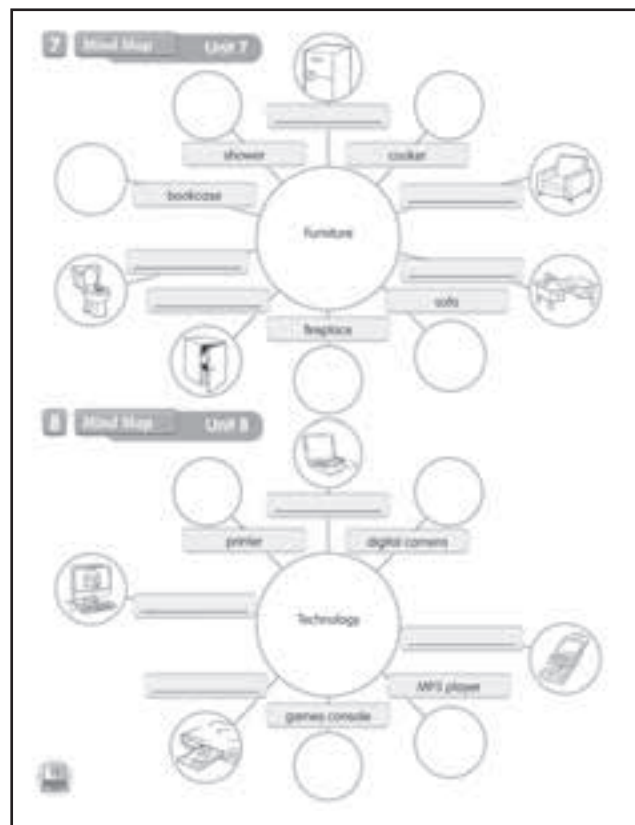 7 Mind Map Unit 7
shower
cooker
bookcase
Furniture
sofa
fireplace
8 Mind Map Unit 8
printer
digital camera
Technology
MP3 player
games console